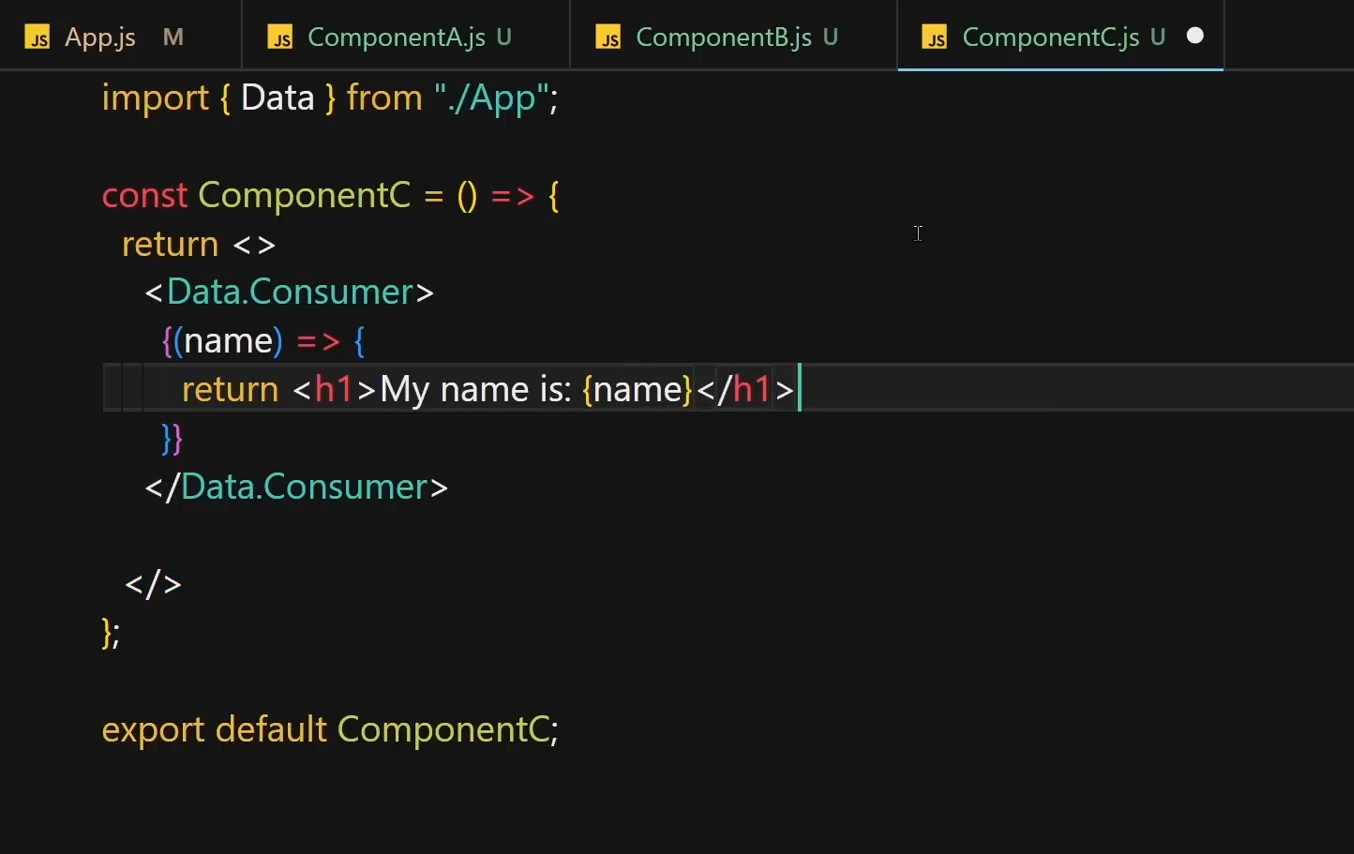 JS App.js M JS ComponentA.js U JS ComponentB.js U JS ComponentC.js U
import { Data } from "./App";
const ComponentC = () => {
return <>
<Data.Consumer>
{(name) => {
return <h1>My name is: {name}</h1>
}}
</Data.Consumer>
</>
};
export default ComponentC;